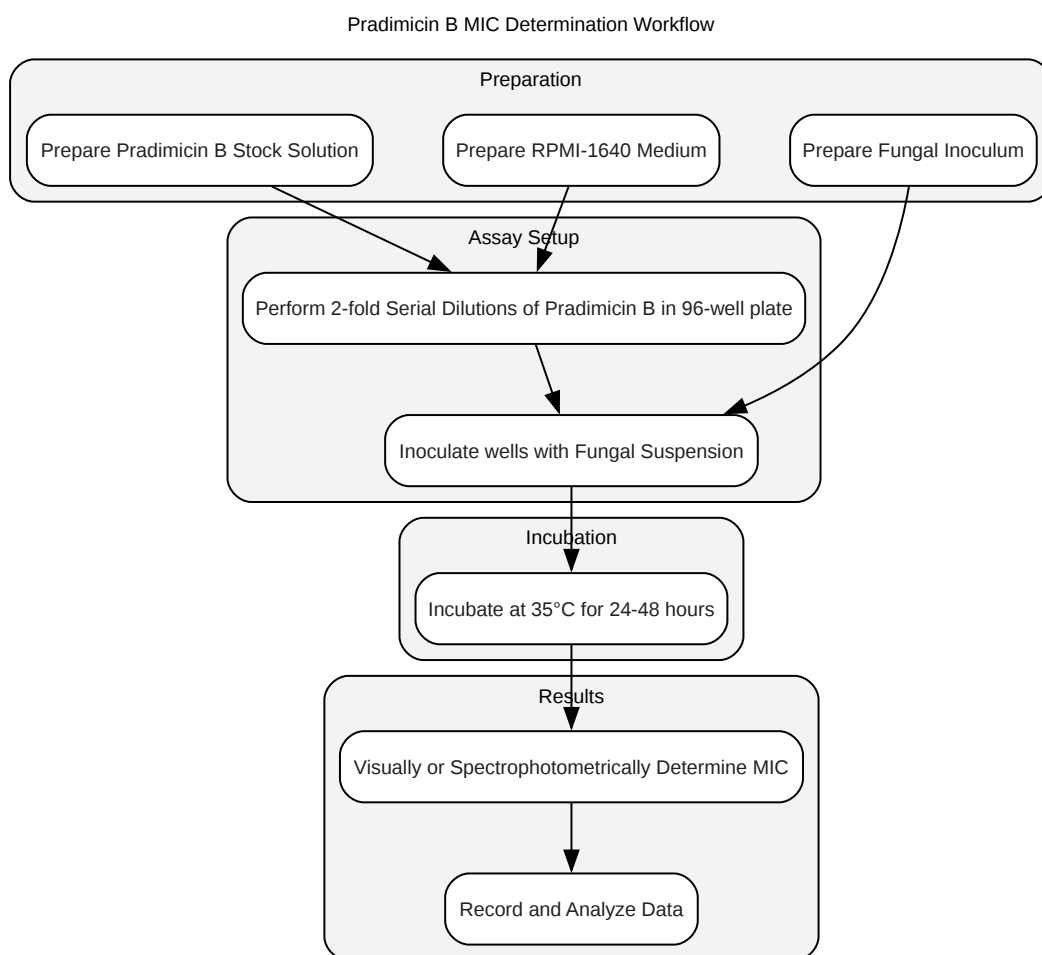 Pradimicin B MIC Determination Workflow
Preparation
Prepare Pradimicin B Stock Solution
Prepare RPMI-1640 Medium
Prepare Fungal Inoculum
Assay Setup
Perform 2-fold Serial Dilutions of Pradimicin B in 96-well plate
Inoculate wells with Fungal Suspension
Incubation
Incubate at 35°C for 24-48 hours
Results
Visually or Spectrophotometrically Determine MIC
Record and Analyze Data